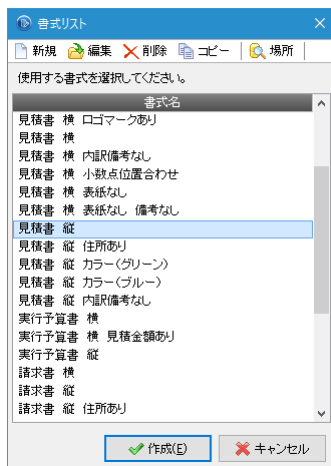 書式リスト
新規 編集 削除 コピー 場所
使用する書式を選択してください。
書式名
見積書 横 ロゴマークあり
見積書 横
見積書 横 内訳備考なし
見積書 横 小数点位置合わせ
見積書 横 表紙なし
見積書 横 表紙なし 備考なし
見積書 縦
見積書 縦 住所あり
見積書 縦 カラー(グリーン)
見積書 縦 カラー(ブルー)
見積書 縦 内訳備考なし
実行予算書 横
実行予算書 横 見積金額あり
実行予算書 縦
請求書 横
請求書 縦
請求書 縦 住所あり
作成(E) キャンセル